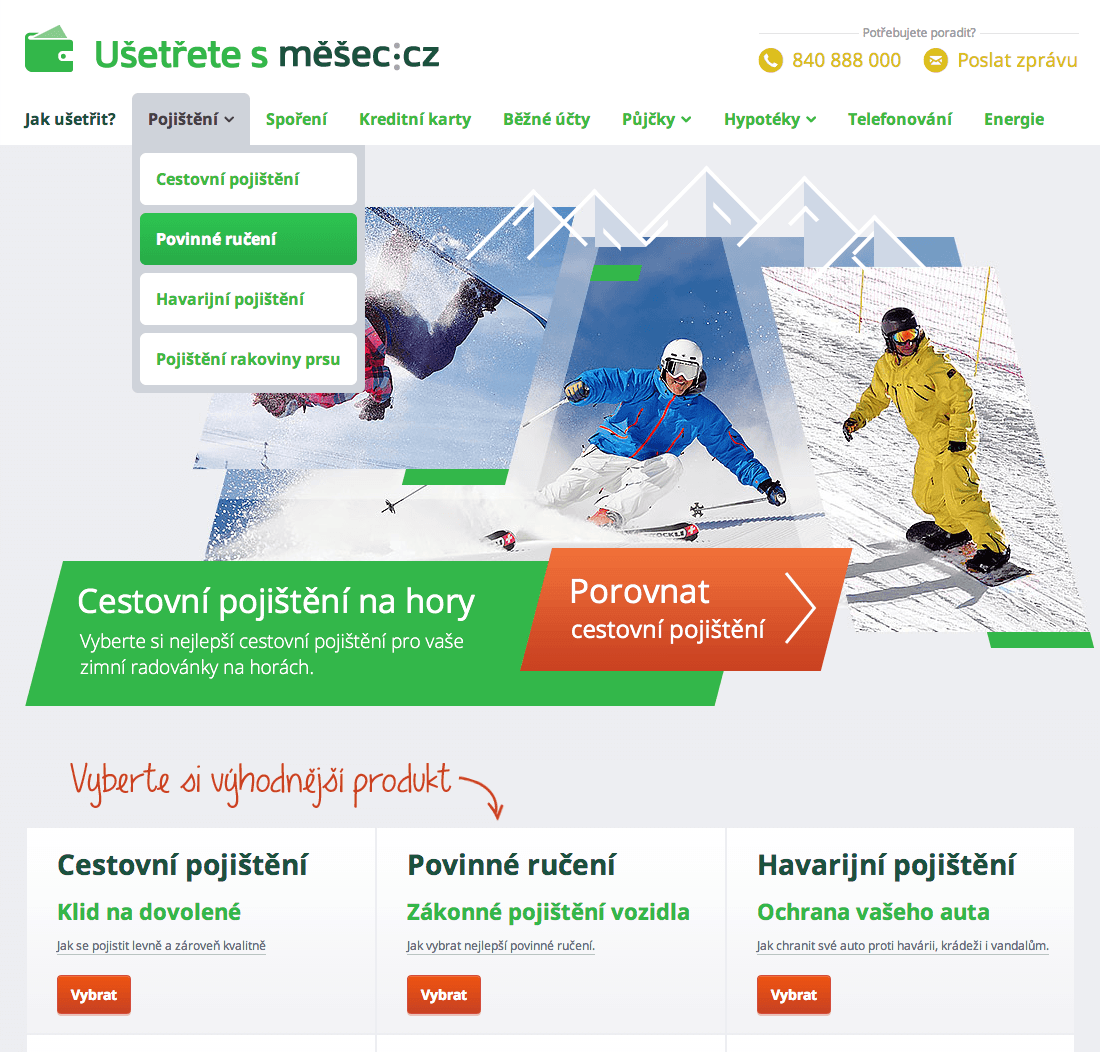 Ušetřete s měšec:cz
Potřebujete poradit?
840 888 000 Poslat zprávu
Jak ušetřit? Pojištění Spoření Kreditní karty Běžné účty Půjčky Hypotéky Telefonování Energie
Cestovní pojištění
Povinné ručení
Havarijní pojištění
Pojištění rakoviny prsu
Cestovní pojištění na hory
Vyberte si nejlepší cestovní pojištění pro vaše
zimní radovánky na horách.
Porovnat
cestovní pojištění
Vyberte si výhodnější produkt
Cestovní pojištění
Klid na dovolené
Jak se pojistit levně a zároveň kvalitně
Vybrat
Povinné ručení
Zákonné pojištění vozidla
Jak vybrat nejlepší povinné ručení.
Vybrat
Havarijní pojištění
Ochrana vašeho auta
Jak chranit své auto proti havárii, krádeži i vandalům.
Vybrat